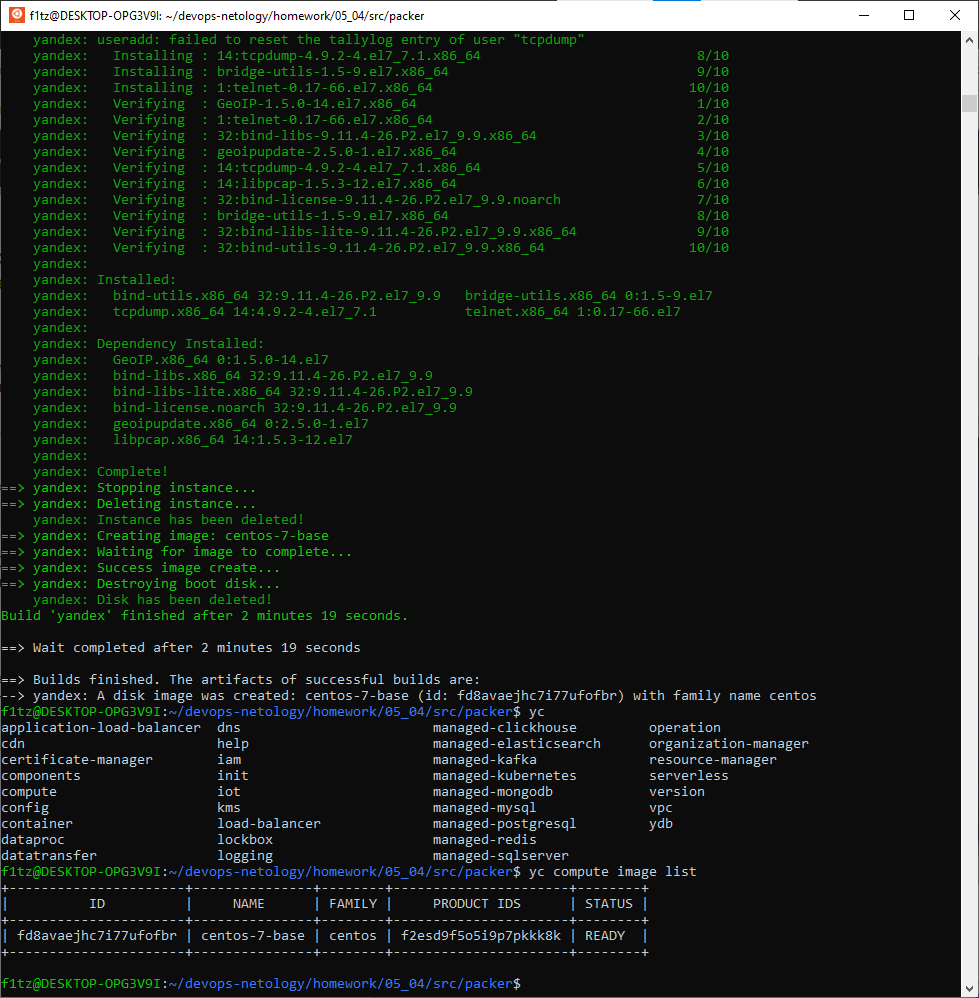 f1tz@DESKTOP-OPG3V9I: ~/devops-netology/homework/05_04/src/packer
    yandex: useradd: failed to reset the tallylog entry of user "tcpdump"
    yandex:   Installing : 14:tcpdump-4.9.2-4.el7_7.1.x86_64                           8/10
    yandex:   Installing : bridge-utils-1.5-9.el7.x86_64                               9/10
    yandex:   Installing : 1:telnet-0.17-66.el7.x86_64                                10/10
    yandex:   Verifying  : GeoIP-1.5.0-14.el7.x86_64                                   1/10
    yandex:   Verifying  : 1:telnet-0.17-66.el7.x86_64                                 2/10
    yandex:   Verifying  : 32:bind-libs-9.11.4-26.P2.el7_9.9.x86_64                    3/10
    yandex:   Verifying  : geoipupdate-2.5.0-1.el7.x86_64                              4/10
    yandex:   Verifying  : 14:tcpdump-4.9.2-4.el7_7.1.x86_64                           5/10
    yandex:   Verifying  : 14:libpcap-1.5.3-12.el7.x86_64                              6/10
    yandex:   Verifying  : 32:bind-license-9.11.4-26.P2.el7_9.9.noarch                 7/10
    yandex:   Verifying  : bridge-utils-1.5-9.el7.x86_64                               8/10
    yandex:   Verifying  : 32:bind-libs-lite-9.11.4-26.P2.el7_9.9.x86_64               9/10
    yandex:   Verifying  : 32:bind-utils-9.11.4-26.P2.el7_9.9.x86_64                  10/10
    yandex:
    yandex: Installed:
    yandex:   bind-utils.x86_64 32:9.11.4-26.P2.el7_9.9   bridge-utils.x86_64 0:1.5-9.el7
    yandex:   tcpdump.x86_64 14:4.9.2-4.el7_7.1           telnet.x86_64 1:0.17-66.el7
    yandex:
    yandex: Dependency Installed:
    yandex:   GeoIP.x86_64 0:1.5.0-14.el7
    yandex:   bind-libs.x86_64 32:9.11.4-26.P2.el7_9.9
    yandex:   bind-libs-lite.x86_64 32:9.11.4-26.P2.el7_9.9
    yandex:   bind-license.noarch 32:9.11.4-26.P2.el7_9.9
    yandex:   geoipupdate.x86_64 0:2.5.0-1.el7
    yandex:   libpcap.x86_64 14:1.5.3-12.el7
    yandex:
    yandex: Complete!
==> yandex: Stopping instance...
==> yandex: Deleting instance...
    yandex: Instance has been deleted!
==> yandex: Creating image: centos-7-base
==> yandex: Waiting for image to complete...
==> yandex: Success image create...
==> yandex: Destroying boot disk...
    yandex: Disk has been deleted!
Build 'yandex' finished after 2 minutes 19 seconds.
==> Wait completed after 2 minutes 19 seconds
==> Builds finished. The artifacts of successful builds are:
--> yandex: A disk image was created: centos-7-base (id: fd8avaejhc7i77ufofbr) with family name centos
f1tz@DESKTOP-OPG3V9I:~/devops-netology/homework/05_04/src/packer$ yc
application-load-balancer  dns                        managed-clickhouse         operation
cdn                        help                       managed-elasticsearch      organization-manager
certificate-manager        iam                        managed-kafka              resource-manager
components                 init                       managed-kubernetes         serverless
compute                    iot                        managed-mongodb            version
config                     kms                        managed-mysql              vpc
container                  load-balancer              managed-postgresql         ydb
dataproc                   lockbox                    managed-redis
datatransfer               logging                    managed-sqlserver
f1tz@DESKTOP-OPG3V9I:~/devops-netology/homework/05_04/src/packer$ yc compute image list
+----------------------+---------------+--------+----------------------+--------+
|          ID          |     NAME      | FAMILY |     PRODUCT IDS      | STATUS |
+----------------------+---------------+--------+----------------------+--------+
| fd8avaejhc7i77ufofbr | centos-7-base | centos | f2esd9f5o5i9p7pkkk8k | READY  |
+----------------------+---------------+--------+----------------------+--------+
f1tz@DESKTOP-OPG3V9I:~/devops-netology/homework/05_04/src/packer$